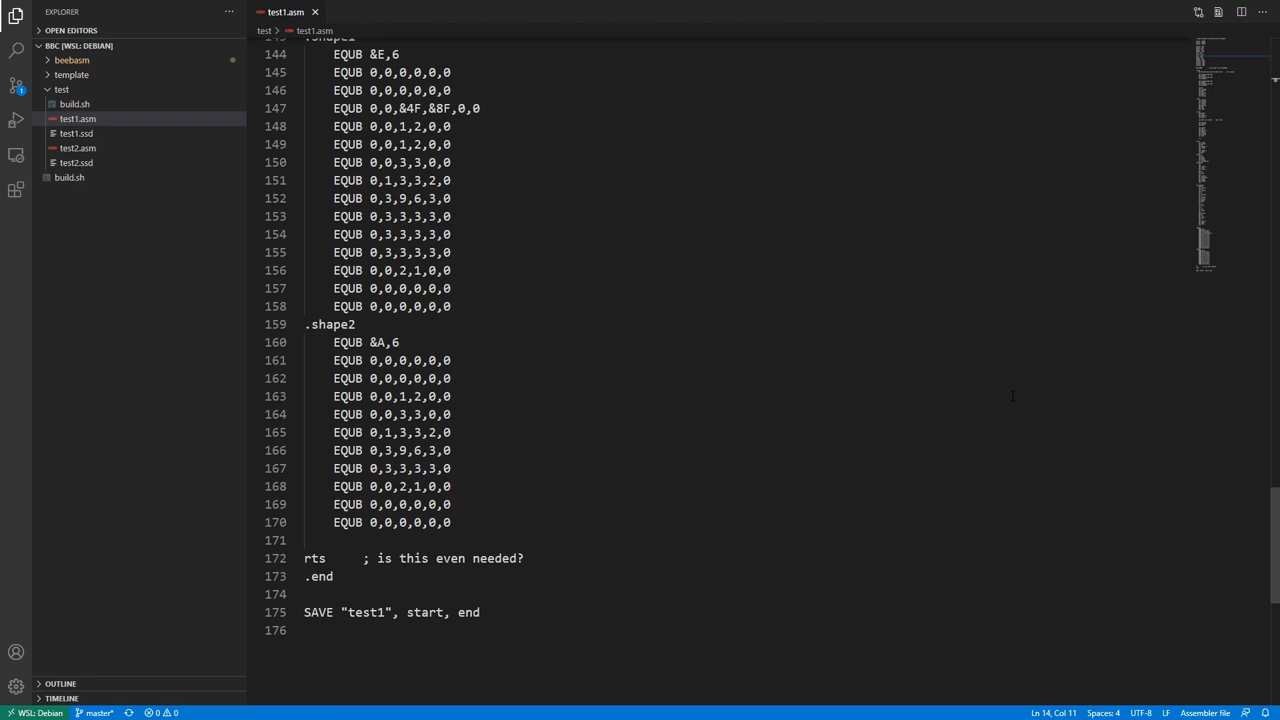 EXPLORER
OPEN EDITORS
BBC [WSL: DEBIAN]
beebasm
template
test
build.sh
test1.asm
test1.ssd
test2.asm
test2.ssd
build.sh
OUTLINE
TIMELINE
test1.asm
test > test1.asm
143 .shape1
144 EQUB &E,6
145 EQUB 0,0,0,0,0,0
146 EQUB 0,0,0,0,0,0
147 EQUB 0,0,&4F,&8F,0,0
148 EQUB 0,0,1,2,0,0
149 EQUB 0,0,1,2,0,0
150 EQUB 0,0,3,3,0,0
151 EQUB 0,1,3,3,2,0
152 EQUB 0,3,9,6,3,0
153 EQUB 0,3,3,3,3,0
154 EQUB 0,3,3,3,3,0
155 EQUB 0,3,3,3,3,0
156 EQUB 0,0,2,1,0,0
157 EQUB 0,0,0,0,0,0
158 EQUB 0,0,0,0,0,0
159 .shape2
160 EQUB &A,6
161 EQUB 0,0,0,0,0,0
162 EQUB 0,0,0,0,0,0
163 EQUB 0,0,1,2,0,0
164 EQUB 0,0,3,3,0,0
165 EQUB 0,1,3,3,2,0
166 EQUB 0,3,9,6,3,0
167 EQUB 0,3,3,3,3,0
168 EQUB 0,0,2,1,0,0
169 EQUB 0,0,0,0,0,0
170 EQUB 0,0,0,0,0,0
171
172 rts ; is this even needed?
173 .end
174
175 SAVE "test1", start, end
176
1
WSL: Debian master* 0 0 Ln 14, Col 11 Spaces: 4 UTF-8 LF Assembler file